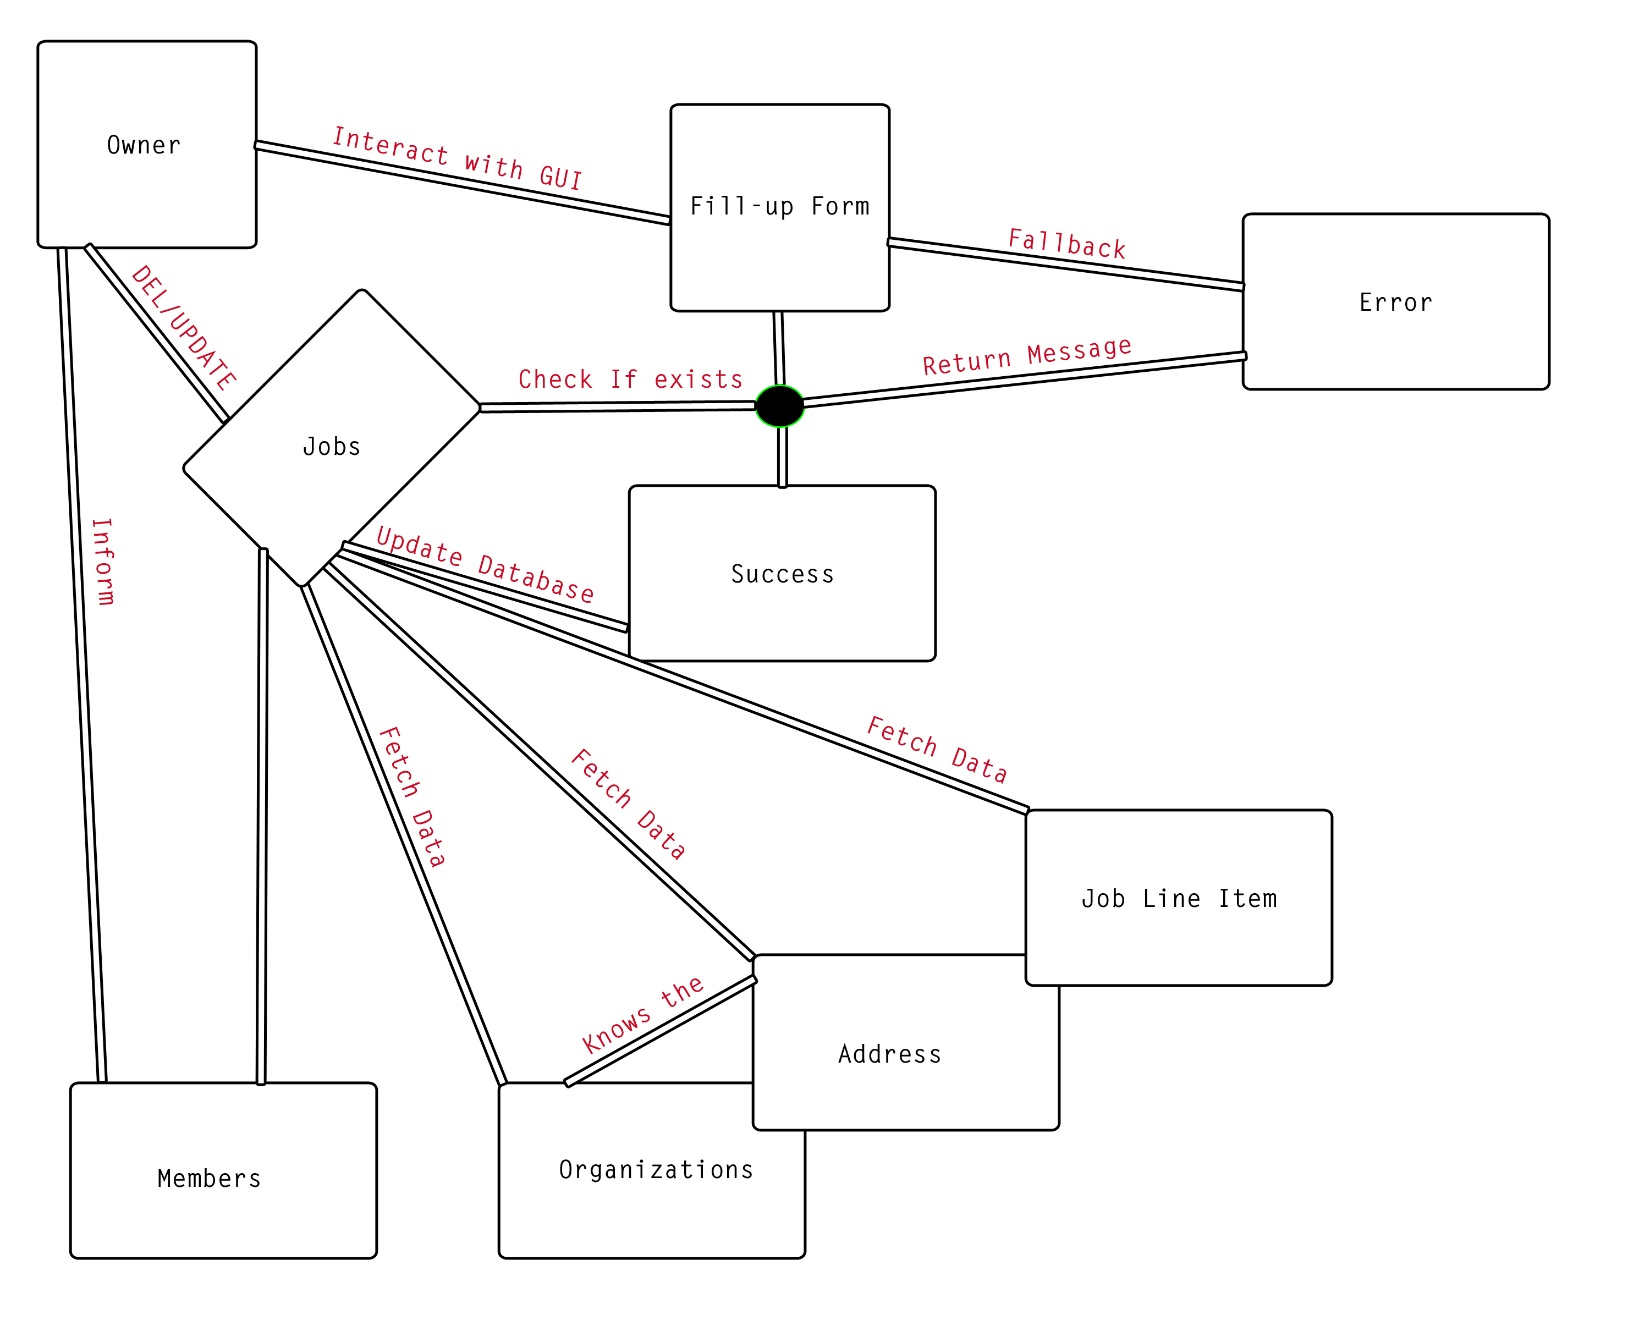 Owner
Interact with GUI
Fill-up Form
Fallback
Error
DEL/UPDATE
Return Message
Check If exists
Jobs
Inform
Update Database
Success
Fetch Data
Fetch Data
Fetch Data
Job Line Item
Knows the
Address
Members
Organizations